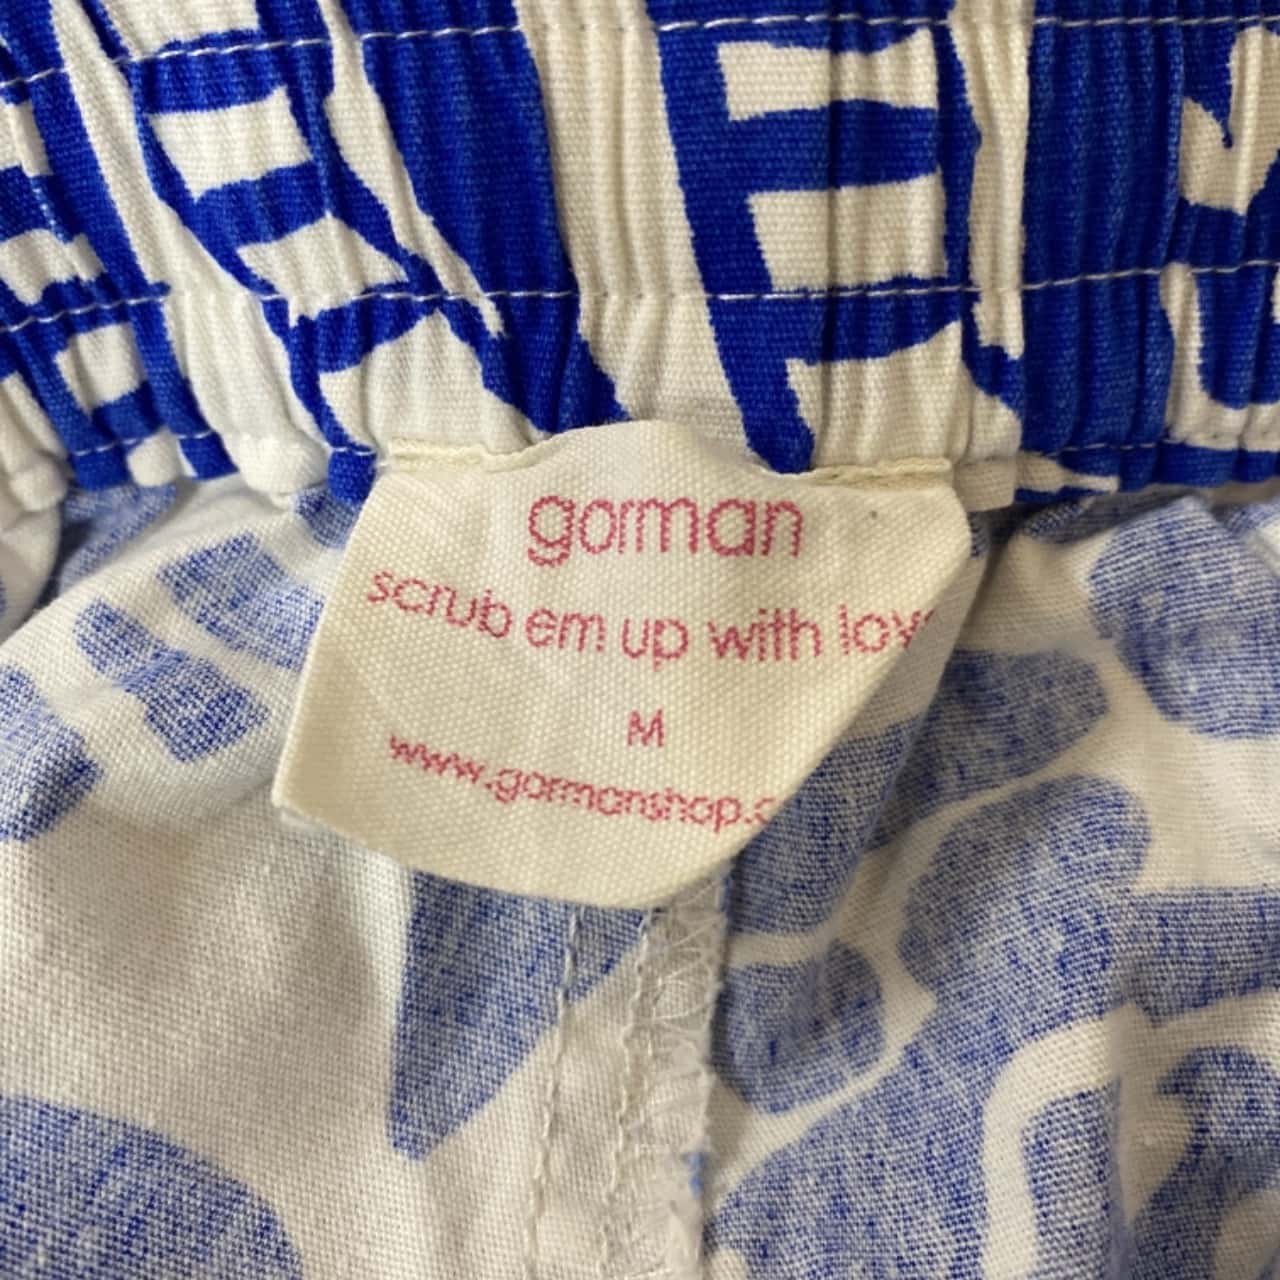 gorman
scrub em up with lov
M
www.gormanshop.c